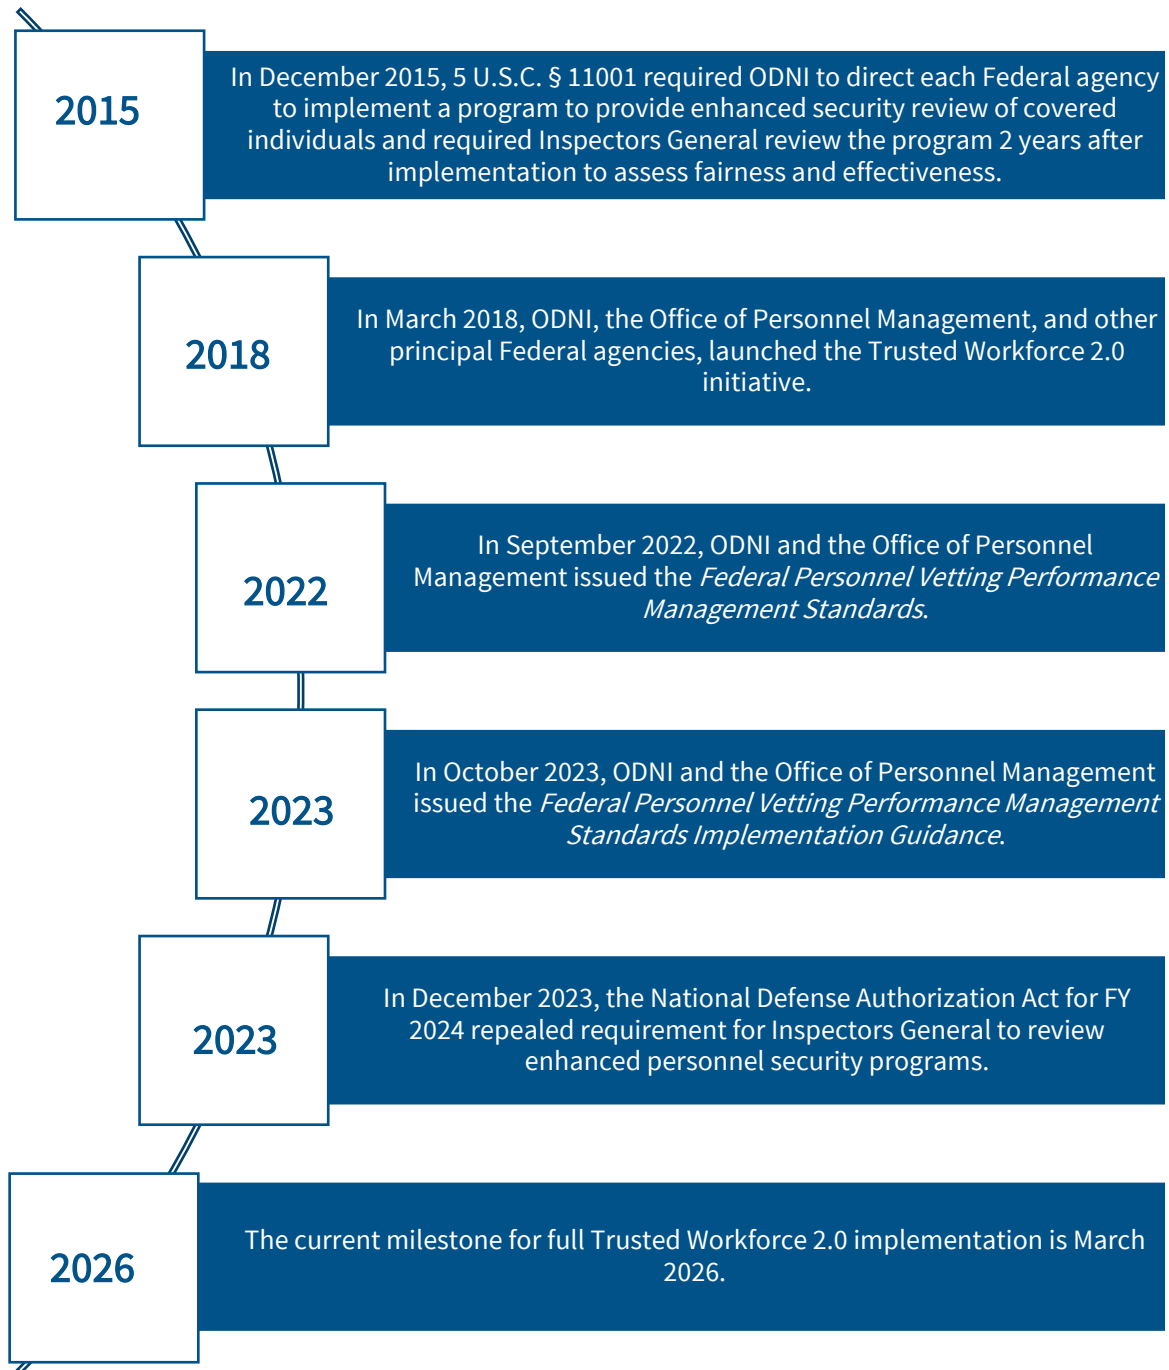 2015
In December 2015, 5 U.S.C. § 11001 required ODNI to direct each Federal agency
to implement a program to provide enhanced security review of covered
individuals and required Inspectors General review the program 2 years after
implementation to assess fairness and effectiveness.
2018
In March 2018, ODNI, the Office of Personnel Management, and other
principal Federal agencies, launched the Trusted Workforce 2.0
initiative.
2022
In September 2022, ODNI and the Office of Personnel
Management issued the Federal Personnel Vetting Performance
Management Standards.
2023
In October 2023, ODNI and the Office of Personnel Management
issued the Federal Personnel Vetting Performance Management
Standards Implementation Guidance.
2023
In December 2023, the National Defense Authorization Act for FY
2024 repealed requirement for Inspectors General to review
enhanced personnel security programs.
2026
The current milestone for full Trusted Workforce 2.0 implementation is March
2026.